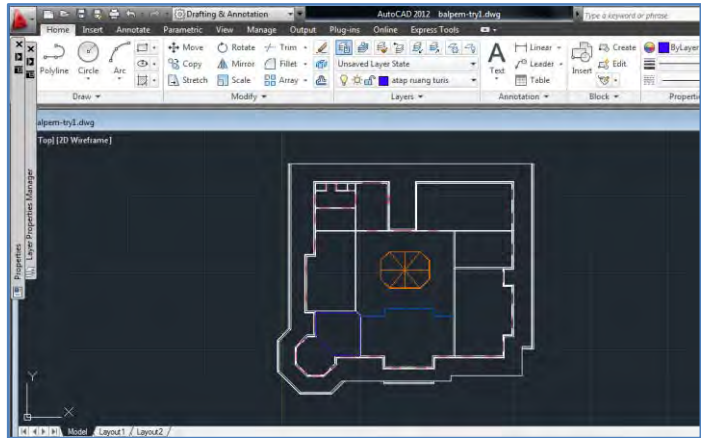 Drafting & Annotation
AutoCAD 2012 balpem-try1.dwg
Type a keyword or phrase
Home Insert Annotate Parametric View Manage Output Plug-ins Online Express Tools
Polyline Circle Arc
Move Rotate Trim
Copy Mirror Fillet
Stretch Scale Array
Unsaved Layer State
atap ruang turis
Text
Linear
Leader
Table
Insert
Create
Edit
ByLayer
Draw Modify Layers Annotation Block Properti
alpem-try1.dwg
Top] [2D Wireframe]
Properties
Layer Properties Manager
Y
X
Model Layout1 Layout2